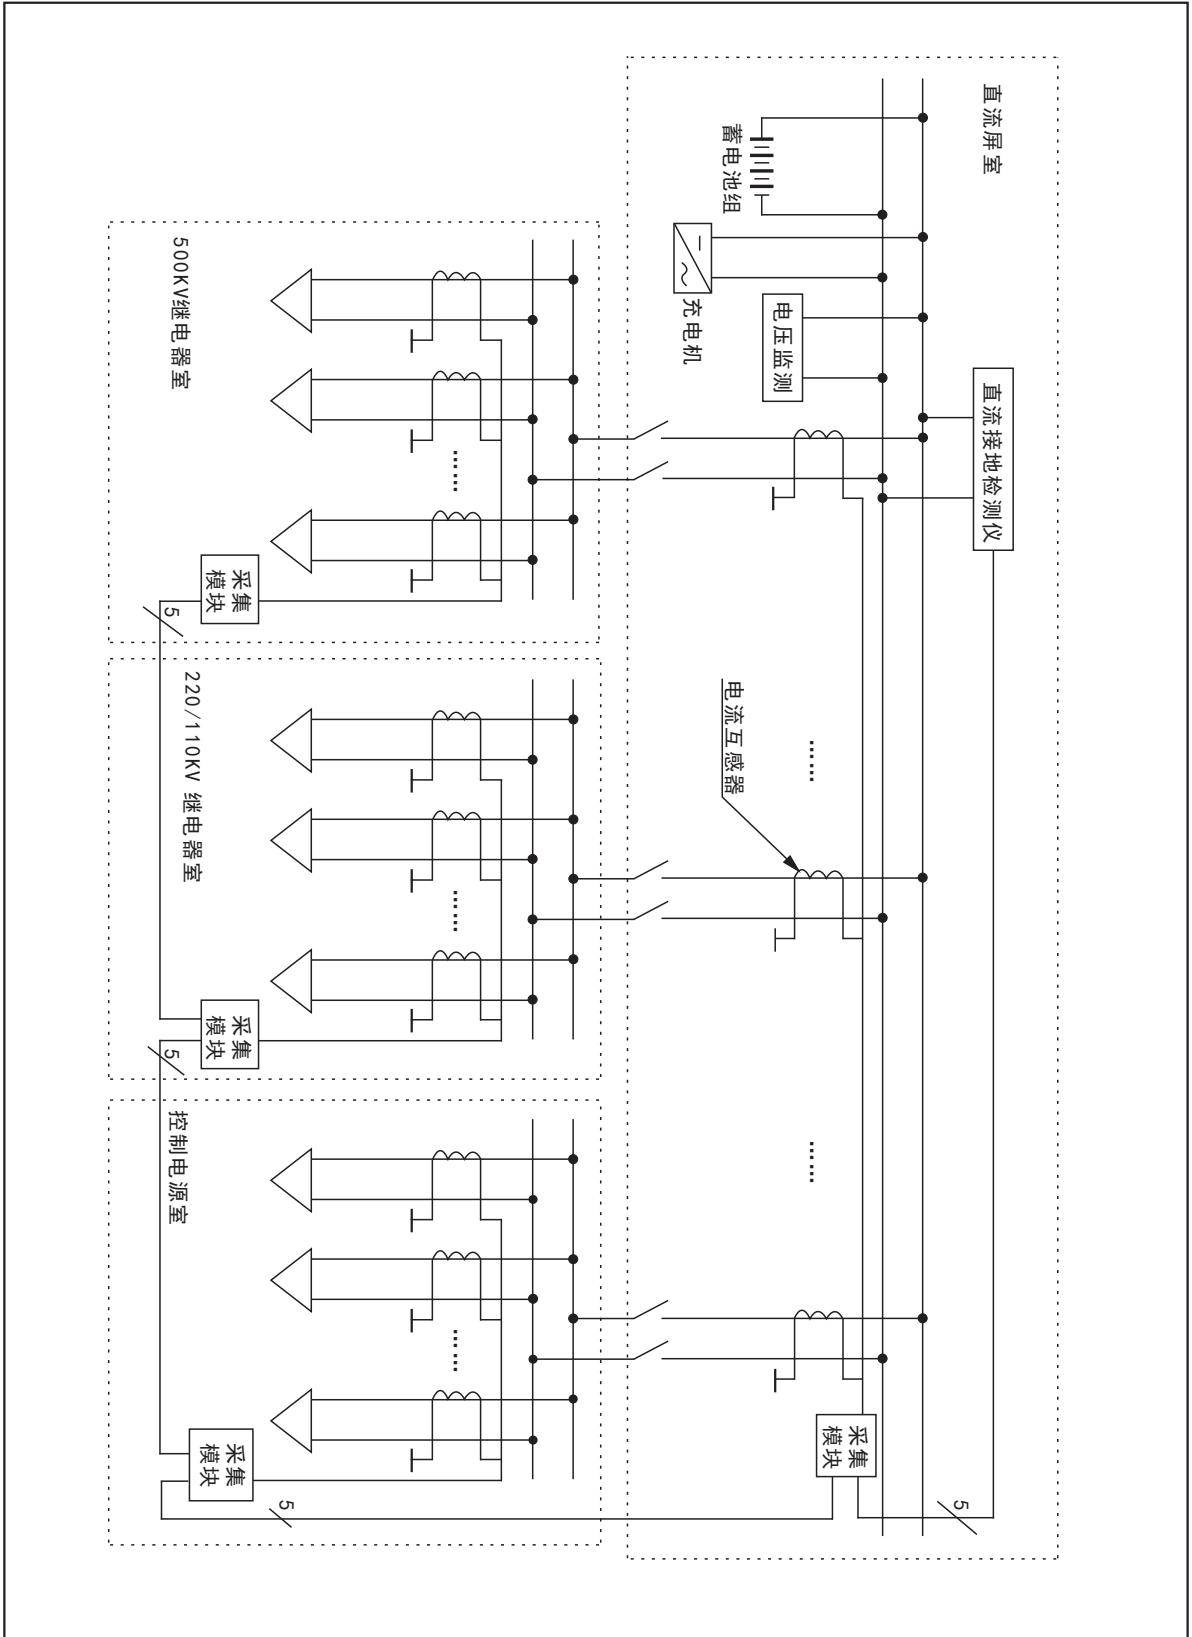 直流屏室
蓄电池组
充电机
电压监测
直流接地检测仪
电流互感器
采集
模块
5
500KV继电器室
采集
模块
5
220/110KV 继电器室
采集
模块
5
控制电源室
采集
模块
5